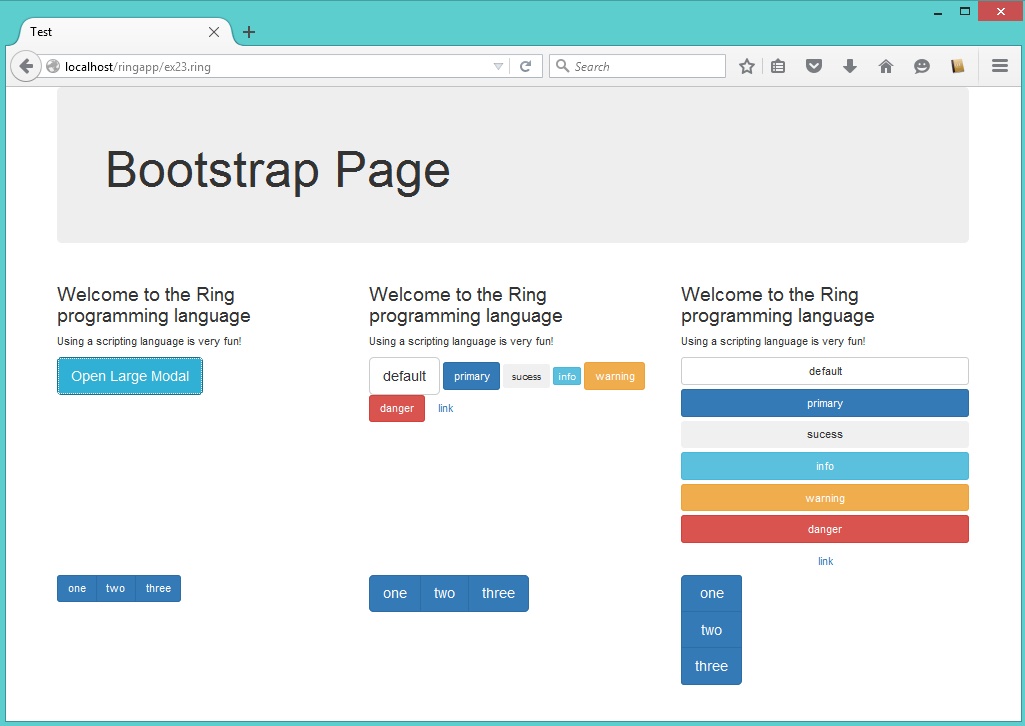 Test
localhost/ringapp/ex23.ring
Search
Bootstrap Page
Welcome to the Ring
programming language
Using a scripting language is very fun!
Open Large Modal
Welcome to the Ring
programming language
Using a scripting language is very fun!
default primary sucess info warning
danger link
Welcome to the Ring
programming language
Using a scripting language is very fun!
default
primary
sucess
info
warning
danger
link
one two three
one two three
one
two
three